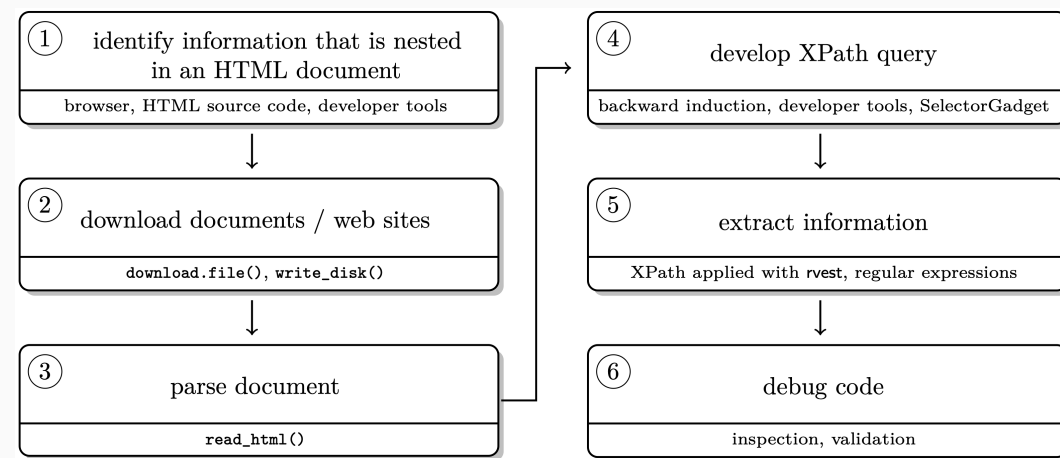 1
identify information that is nested
in an HTML document
browser, HTML source code, developer tools
2
download documents / web sites
download.file(), write_disk()
3
parse document
read_html()
4
develop XPath query
backward induction, developer tools, SelectorGadget
5
extract information
XPath applied with rvest, regular expressions
6
debug code
inspection, validation